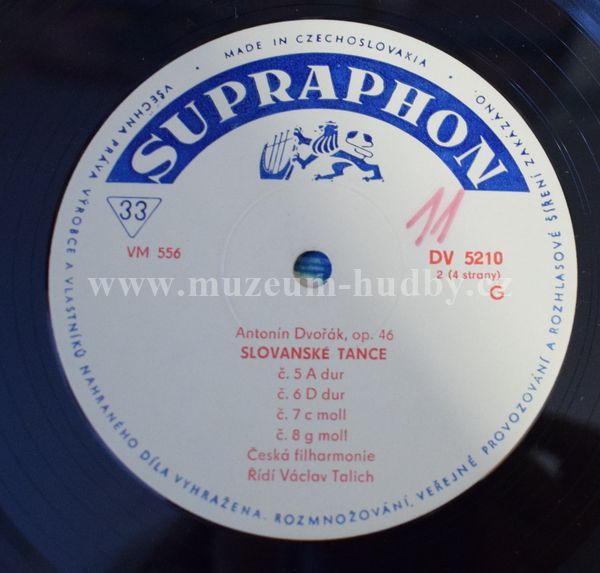 MADE IN CZECHOSLOVAKIA
SUPRAPHON
33
11
VM 556
DV 5210
2 (4 strany)
G
www.muzeum-hudby.cz
Antonín Dvořák, op. 46
SLOVANSKÉ TANCE
č. 5 A dur
č. 6 D dur
č. 7 c moll
č. 8 g moll
Česká filharmonie
Řídí Václav Talich
VŠECHNA PRÁVA VÝROBCE A VLASTNÍKŮ NAHRANÉHO DÍLA VYHRAŽENA. ROZMNOŽOVÁNÍ, VEŘEJNÉ PROVOZOVÁNÍ A ROZHLASOVÉ ŠÍŘENÍ ZAKÁZÁNO.